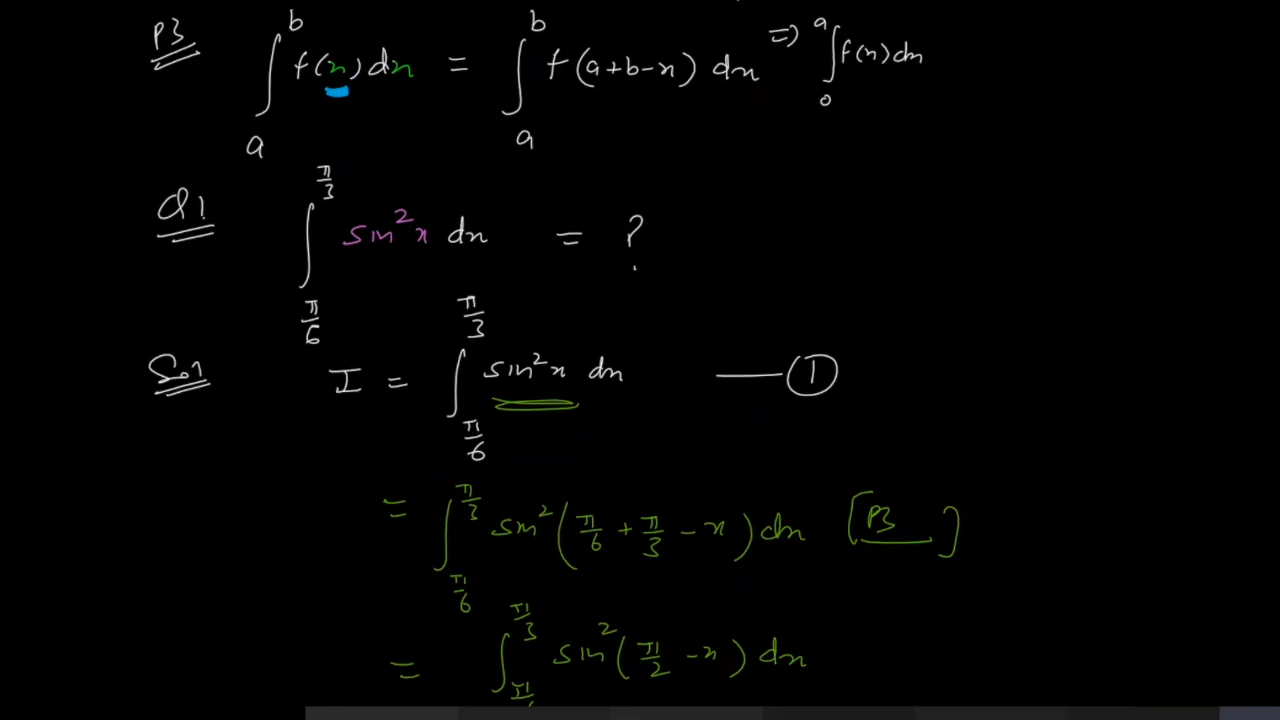 P3 ∫_a^b f(x) dx = ∫_a^b f(a+b-x) dx => ∫_0^a f(x) dx
Q1 ∫_{π/6}^{π/3} sin²x dx = ?
Sol I = ∫_{π/6}^{π/3} sin²x dx —— ①
= ∫_{π/6}^{π/3} sin²(π/6 + π/3 - x) dx [P3 ]
= ∫_{π/6}^{π/3} sin²(π/2 - x) dx